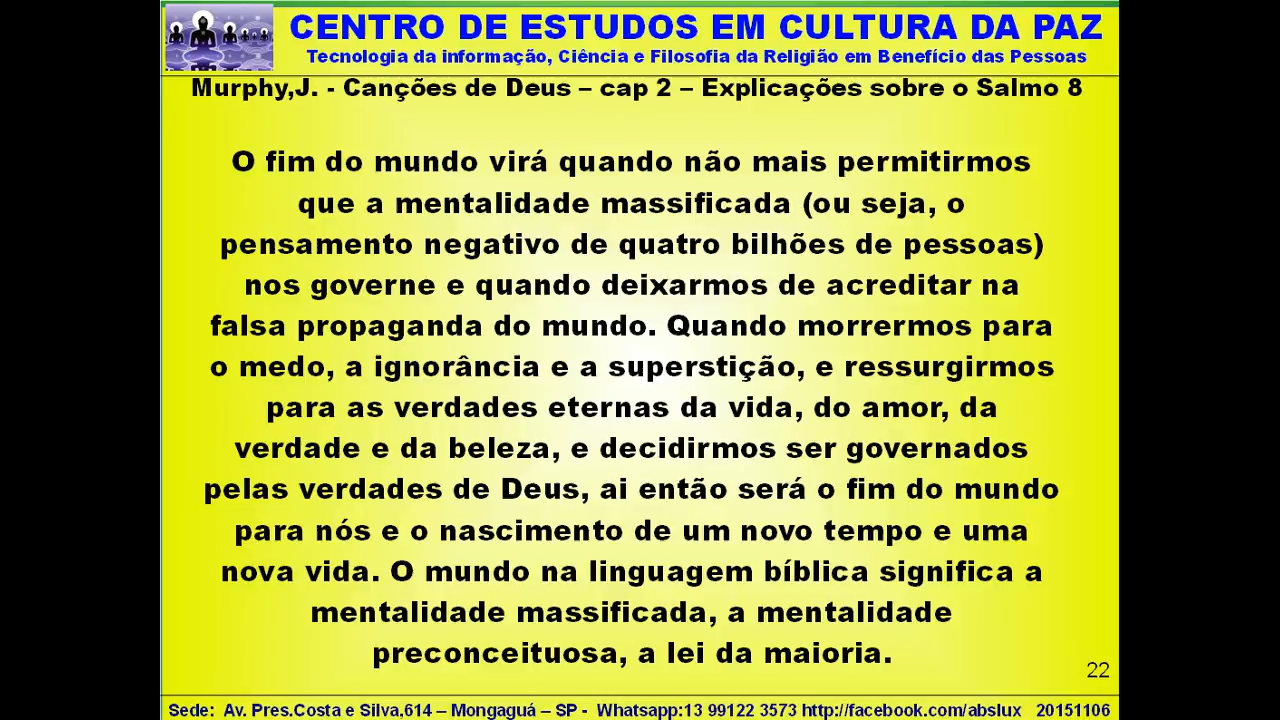 CENTRO DE ESTUDOS EM CULTURA DA PAZ
Tecnologia da informação, Ciência e Filosofia da Religião em Benefício das Pessoas
Murphy,J. - Canções de Deus – cap 2 – Explicações sobre o Salmo 8
O fim do mundo virá quando não mais permitirmos
que a mentalidade massificada (ou seja, o
pensamento negativo de quatro bilhões de pessoas)
nos governe e quando deixarmos de acreditar na
falsa propaganda do mundo. Quando morrermos para
o medo, a ignorância e a superstição, e ressurgirmos
para as verdades eternas da vida, do amor, da
verdade e da beleza, e decidirmos ser governados
pelas verdades de Deus, ai então será o fim do mundo
para nós e o nascimento de um novo tempo e uma
nova vida. O mundo na linguagem bíblica significa a
mentalidade massificada, a mentalidade
preconceituosa, a lei da maioria.
22
Sede: Av. Pres.Costa e Silva,614 – Mongaguá – SP - Whatsapp:13 99122 3573 http://facebook.com/abslux 20151106